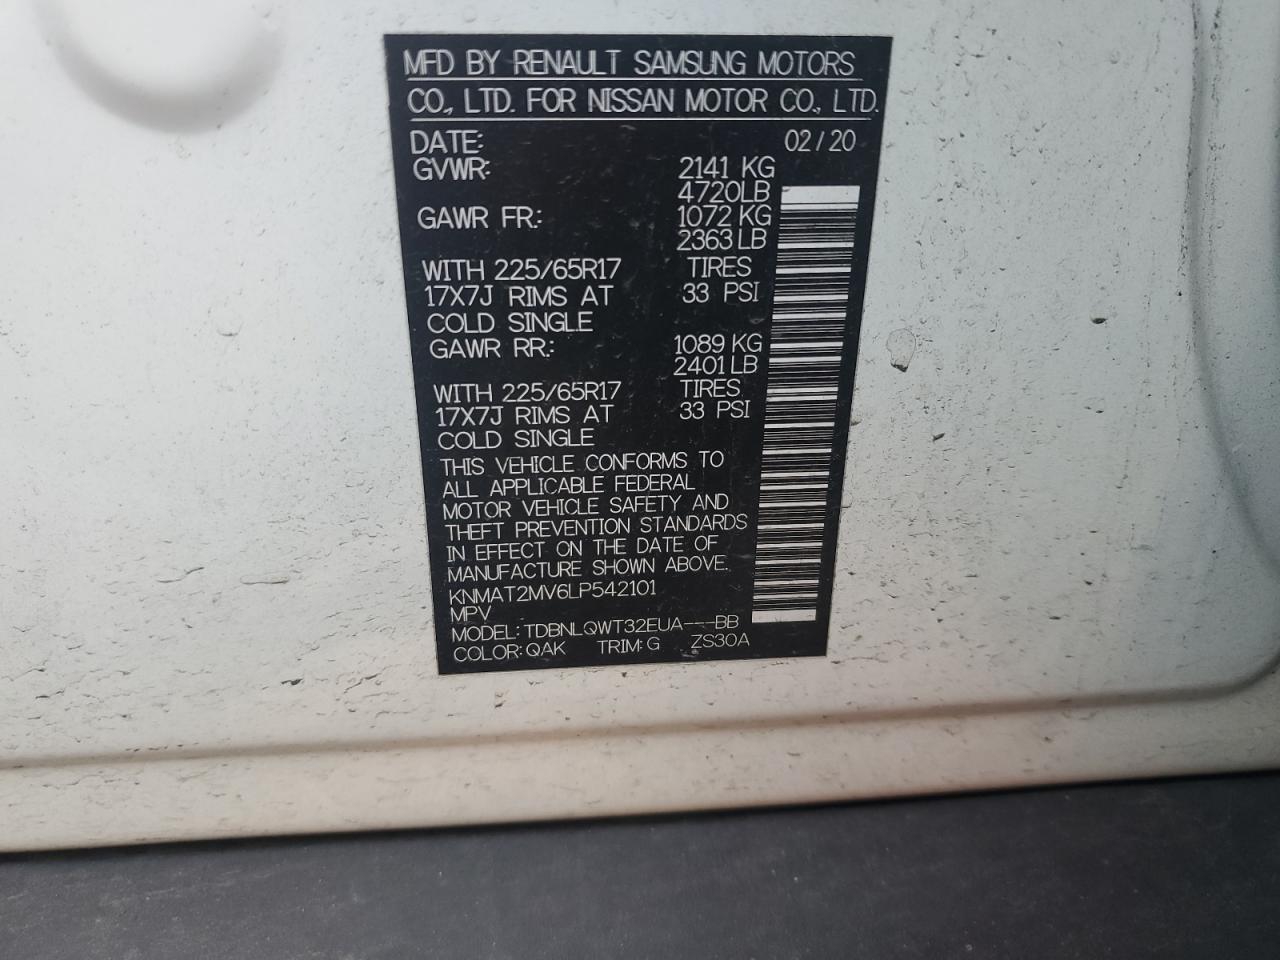 MFD BY RENAULT SAMSUNG MOTORS
CO., LTD. FOR NISSAN MOTOR CO., LTD.
DATE: 02/20
GVWR: 2141 KG
4720LB
GAWR FR.: 1072 KG
2363 LB
WITH 225/65R17 TIRES
17X7J RIMS AT 33 PSI
COLD SINGLE
GAWR RR.: 1089 KG
2401 LB
WITH 225/65R17 TIRES
17X7J RIMS AT 33 PSI
COLD SINGLE
THIS VEHICLE CONFORMS TO
ALL APPLICABLE FEDERAL
MOTOR VEHICLE SAFETY AND
THEFT PREVENTION STANDARDS
IN EFFECT ON THE DATE OF
MANUFACTURE SHOWN ABOVE.
KNMAT2MV6LP542101
MPV
MODEL: TDBNLQWT32EUA---BB
COLOR: QAK TRIM: G ZS30A